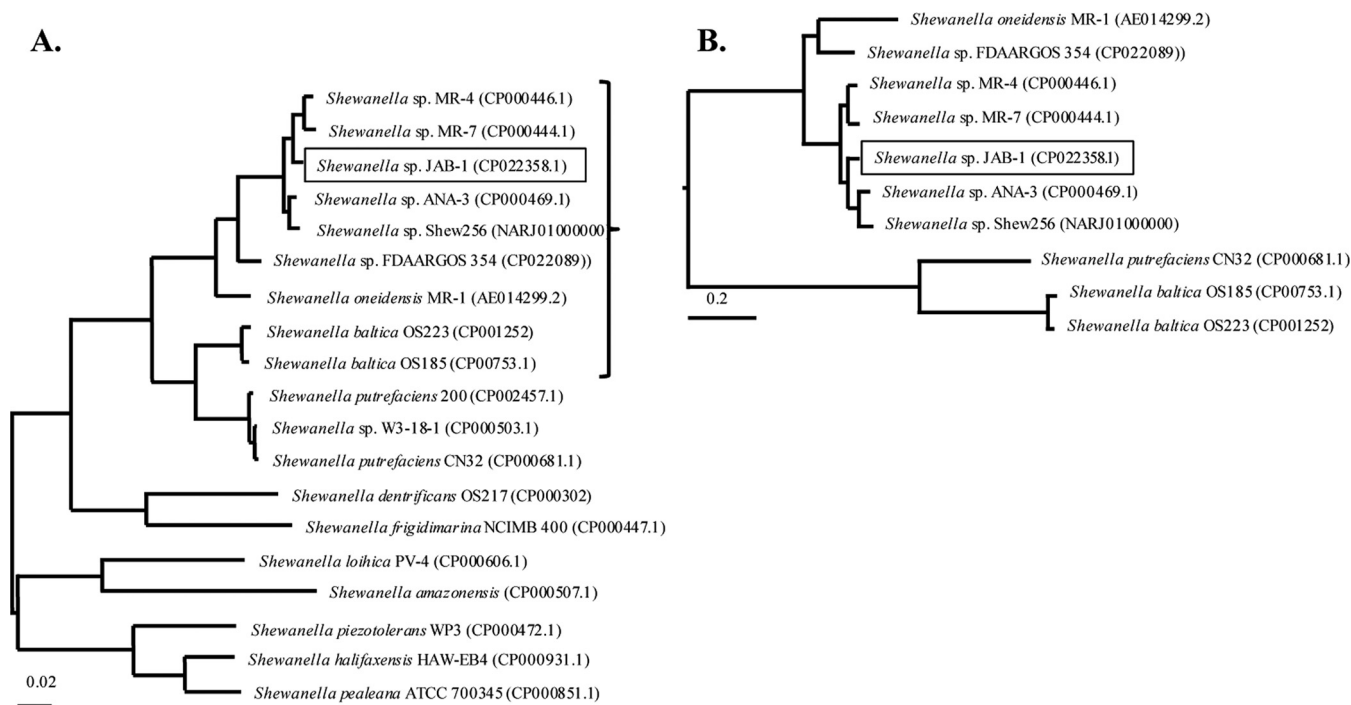 A.
Shewanella sp. MR-4 (CP000446.1)
Shewanella sp. MR-7 (CP000444.1)
Shewanella sp. JAB-1 (CP022358.1)
Shewanella sp. ANA-3 (CP000469.1)
Shewanella sp. Shew256 (NARJ01000000
Shewanella sp. FDAARGOS 354 (CP022089))
Shewanella oneidensis MR-1 (AE014299.2)
Shewanella baltica OS223 (CP001252)
Shewanella baltica OS185 (CP00753.1)
Shewanella putrefaciens 200 (CP002457.1)
Shewanella sp. W3-18-1 (CP000503.1)
Shewanella putrefaciens CN32 (CP000681.1)
Shewanella dentrificans OS217 (CP000302)
Shewanella frigidimarina NCIMB 400 (CP000447.1)
Shewanella loihica PV-4 (CP000606.1)
Shewanella amazonensis (CP000507.1)
Shewanella piezotolerans WP3 (CP000472.1)
Shewanella halifaxensis HAW-EB4 (CP000931.1)
Shewanella pealeana ATCC 700345 (CP000851.1)
0.02
B.
Shewanella oneidensis MR-1 (AE014299.2)
Shewanella sp. FDAARGOS 354 (CP022089))
Shewanella sp. MR-4 (CP000446.1)
Shewanella sp. MR-7 (CP000444.1)
Shewanella sp. JAB-1 (CP022358.1)
Shewanella sp. ANA-3 (CP000469.1)
Shewanella sp. Shew256 (NARJ01000000)
Shewanella putrefaciens CN32 (CP000681.1)
Shewanella baltica OS185 (CP00753.1)
Shewanella baltica OS223 (CP001252)
0.2